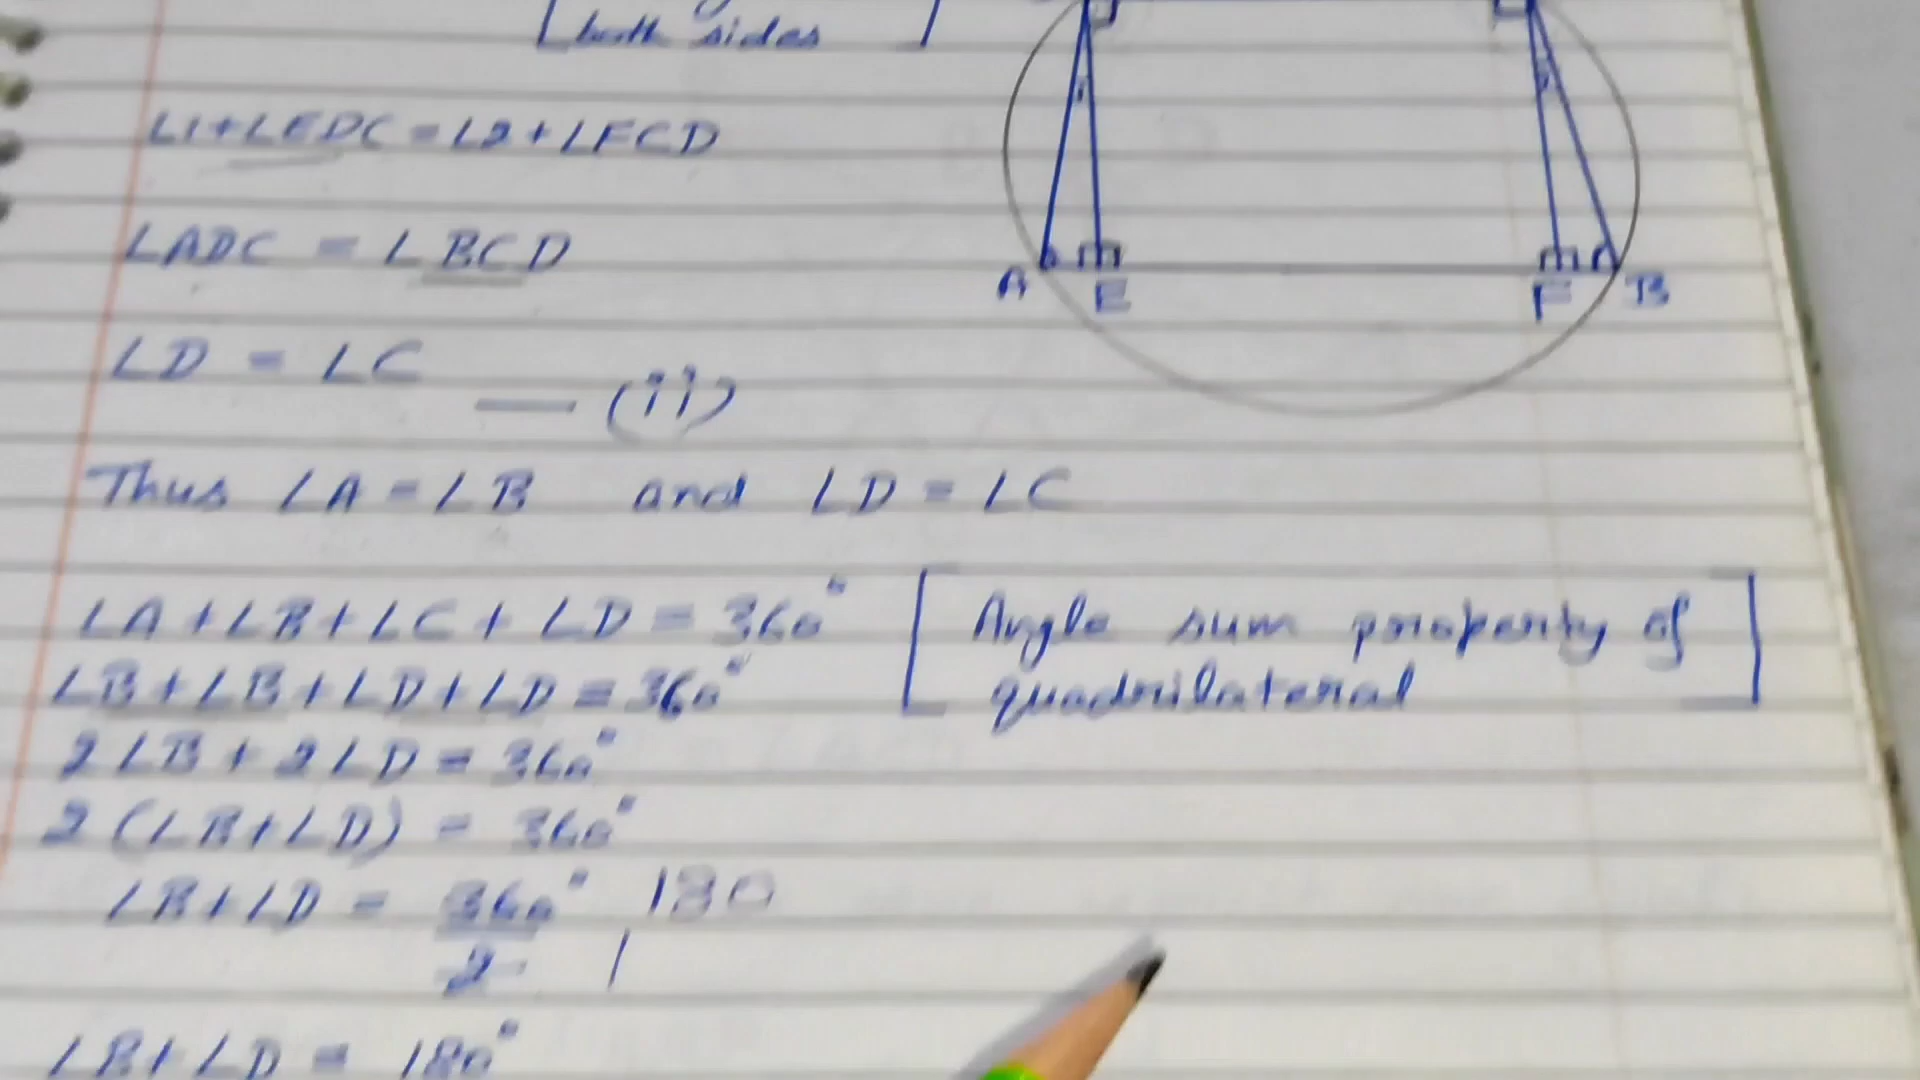 both sides
∠1+∠EDC=∠2+∠FCD
∠ADC = ∠BCD
∠D = ∠C
— (ii)
A E F B
Thus ∠A=∠B and ∠D=∠C
∠A+∠B+∠C+∠D=360°
∠B+∠B+∠D+∠D=360°
[Angle sum property of
quadrilateral]
2∠B+2∠D=360°
2(∠B+∠D) = 360°
∠B+∠D = 360° 180
2 1
∠B+∠D = 180°